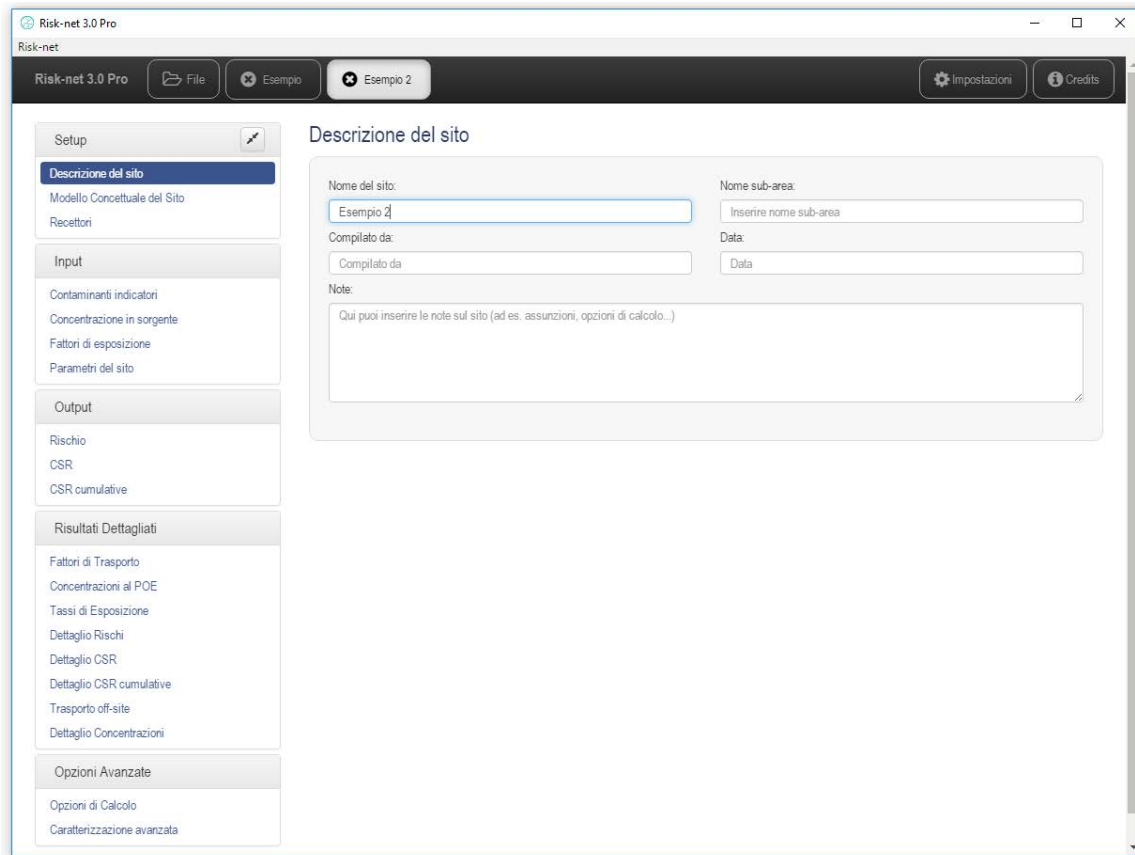 Risk-net 3.0 Pro
Risk-net
Risk-net 3.0 Pro File Esempio Esempio 2 Impostazioni Credits
Setup
Descrizione del sito
Modello Concettuale del Sito
Recettori
Input
Contaminanti indicatori
Concentrazione in sorgente
Fattori di esposizione
Parametri del sito
Output
Rischio
CSR
CSR cumulative
Risultati Dettagliati
Fattori di Trasporto
Concentrazioni al POE
Tassi di Esposizione
Dettaglio Rischi
Dettaglio CSR
Dettaglio CSR cumulative
Trasporto off-site
Dettaglio Concentrazioni
Opzioni Avanzate
Opzioni di Calcolo
Caratterizzazione avanzata
Descrizione del sito
Nome del sito: Nome sub-area:
Esempio 2 Inserire nome sub-area
Compilato da: Data:
Compilato da Data
Note:
Qui puoi inserire le note sul sito (ad es. assunzioni, opzioni di calcolo...)